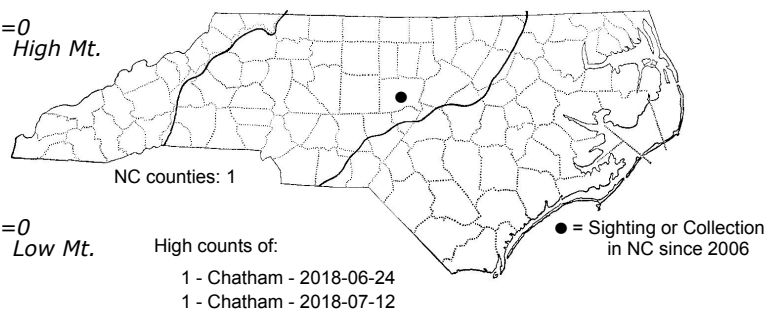 =0
High Mt.
NC counties: 1
=0
Low Mt.
High counts of:
1 - Chatham - 2018-06-24
1 - Chatham - 2018-07-12
● = Sighting or Collection
in NC since 2006